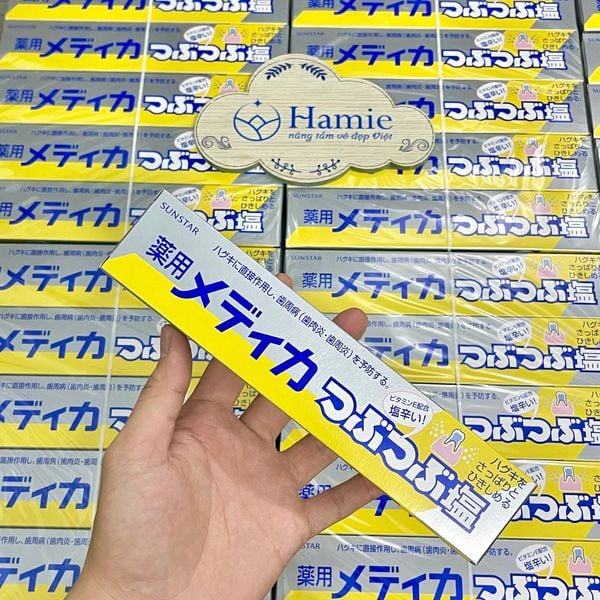 Hamie
nâng tầm vẻ đẹp Việt
SUNSTAR
ハグキに直接作用し、歯周病(歯肉炎・歯周炎)を予防する。
薬用メディカ
つぶつぶ塩
ビタミンE配合
塩辛い!
ハグキを
さっぱりと
ひきしめる